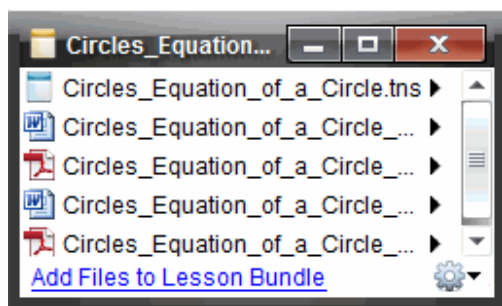 Circles_Equation...
Circles_Equation_of_a_Circle.tns
Circles_Equation_of_a_Circle_...
Circles_Equation_of_a_Circle_...
Circles_Equation_of_a_Circle_...
Circles_Equation_of_a_Circle_...
Add Files to Lesson Bundle